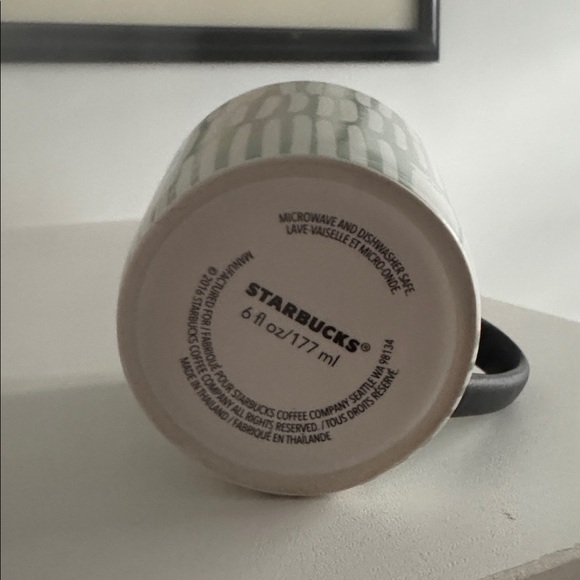 MICROWAVE AND DISHWASHER SAFE.
LAVE-VAISELLE ET MICRO-ONDE.
STARBUCKS®
6 fl oz/177 ml
MANUFACTURED FOR / FABRIQUÉ POUR STARBUCKS COFFEE COMPANY SEATTLE WA 98134
© 2016 STARBUCKS COFFEE COMPANY ALL RIGHTS RESERVED. / TOUS DROITS RÉSERVÉ.
MADE IN THAILAND / FABRIQUÉ EN THAÏLANDE